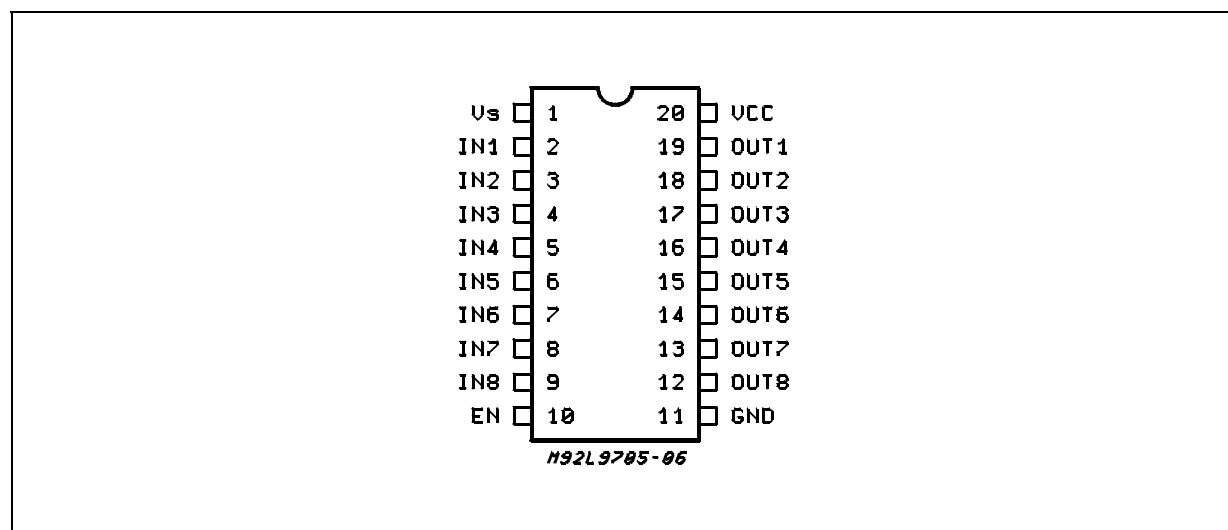 Vs 1 20 VCC
IN1 2 19 OUT1
IN2 3 18 OUT2
IN3 4 17 OUT3
IN4 5 16 OUT4
IN5 6 15 OUT5
IN6 7 14 OUT6
IN7 8 13 OUT7
IN8 9 12 OUT8
EN 10 11 GND
M92L9705-06